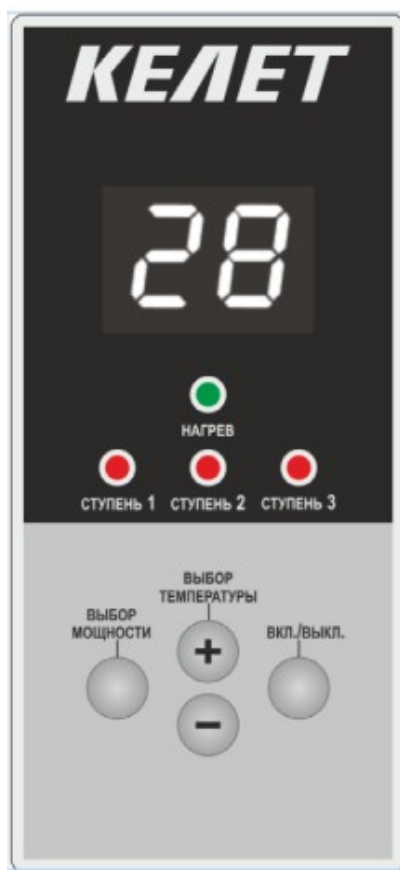 КЕЛЕТ
28
НАГРЕВ
СТУПЕНЬ 1 СТУПЕНЬ 2 СТУПЕНЬ 3
ВЫБОР
ТЕМПЕРАТУРЫ
ВЫБОР
МОЩНОСТИ
ВКЛ./ВЫКЛ.
+
−